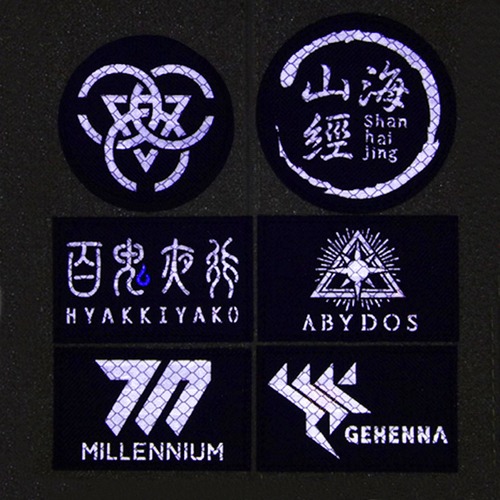 山海
經
Shan
hai
jing
百鬼夜行
HYAKKIYAKO
ABYDOS
MILLENNIUM
GEHENNA